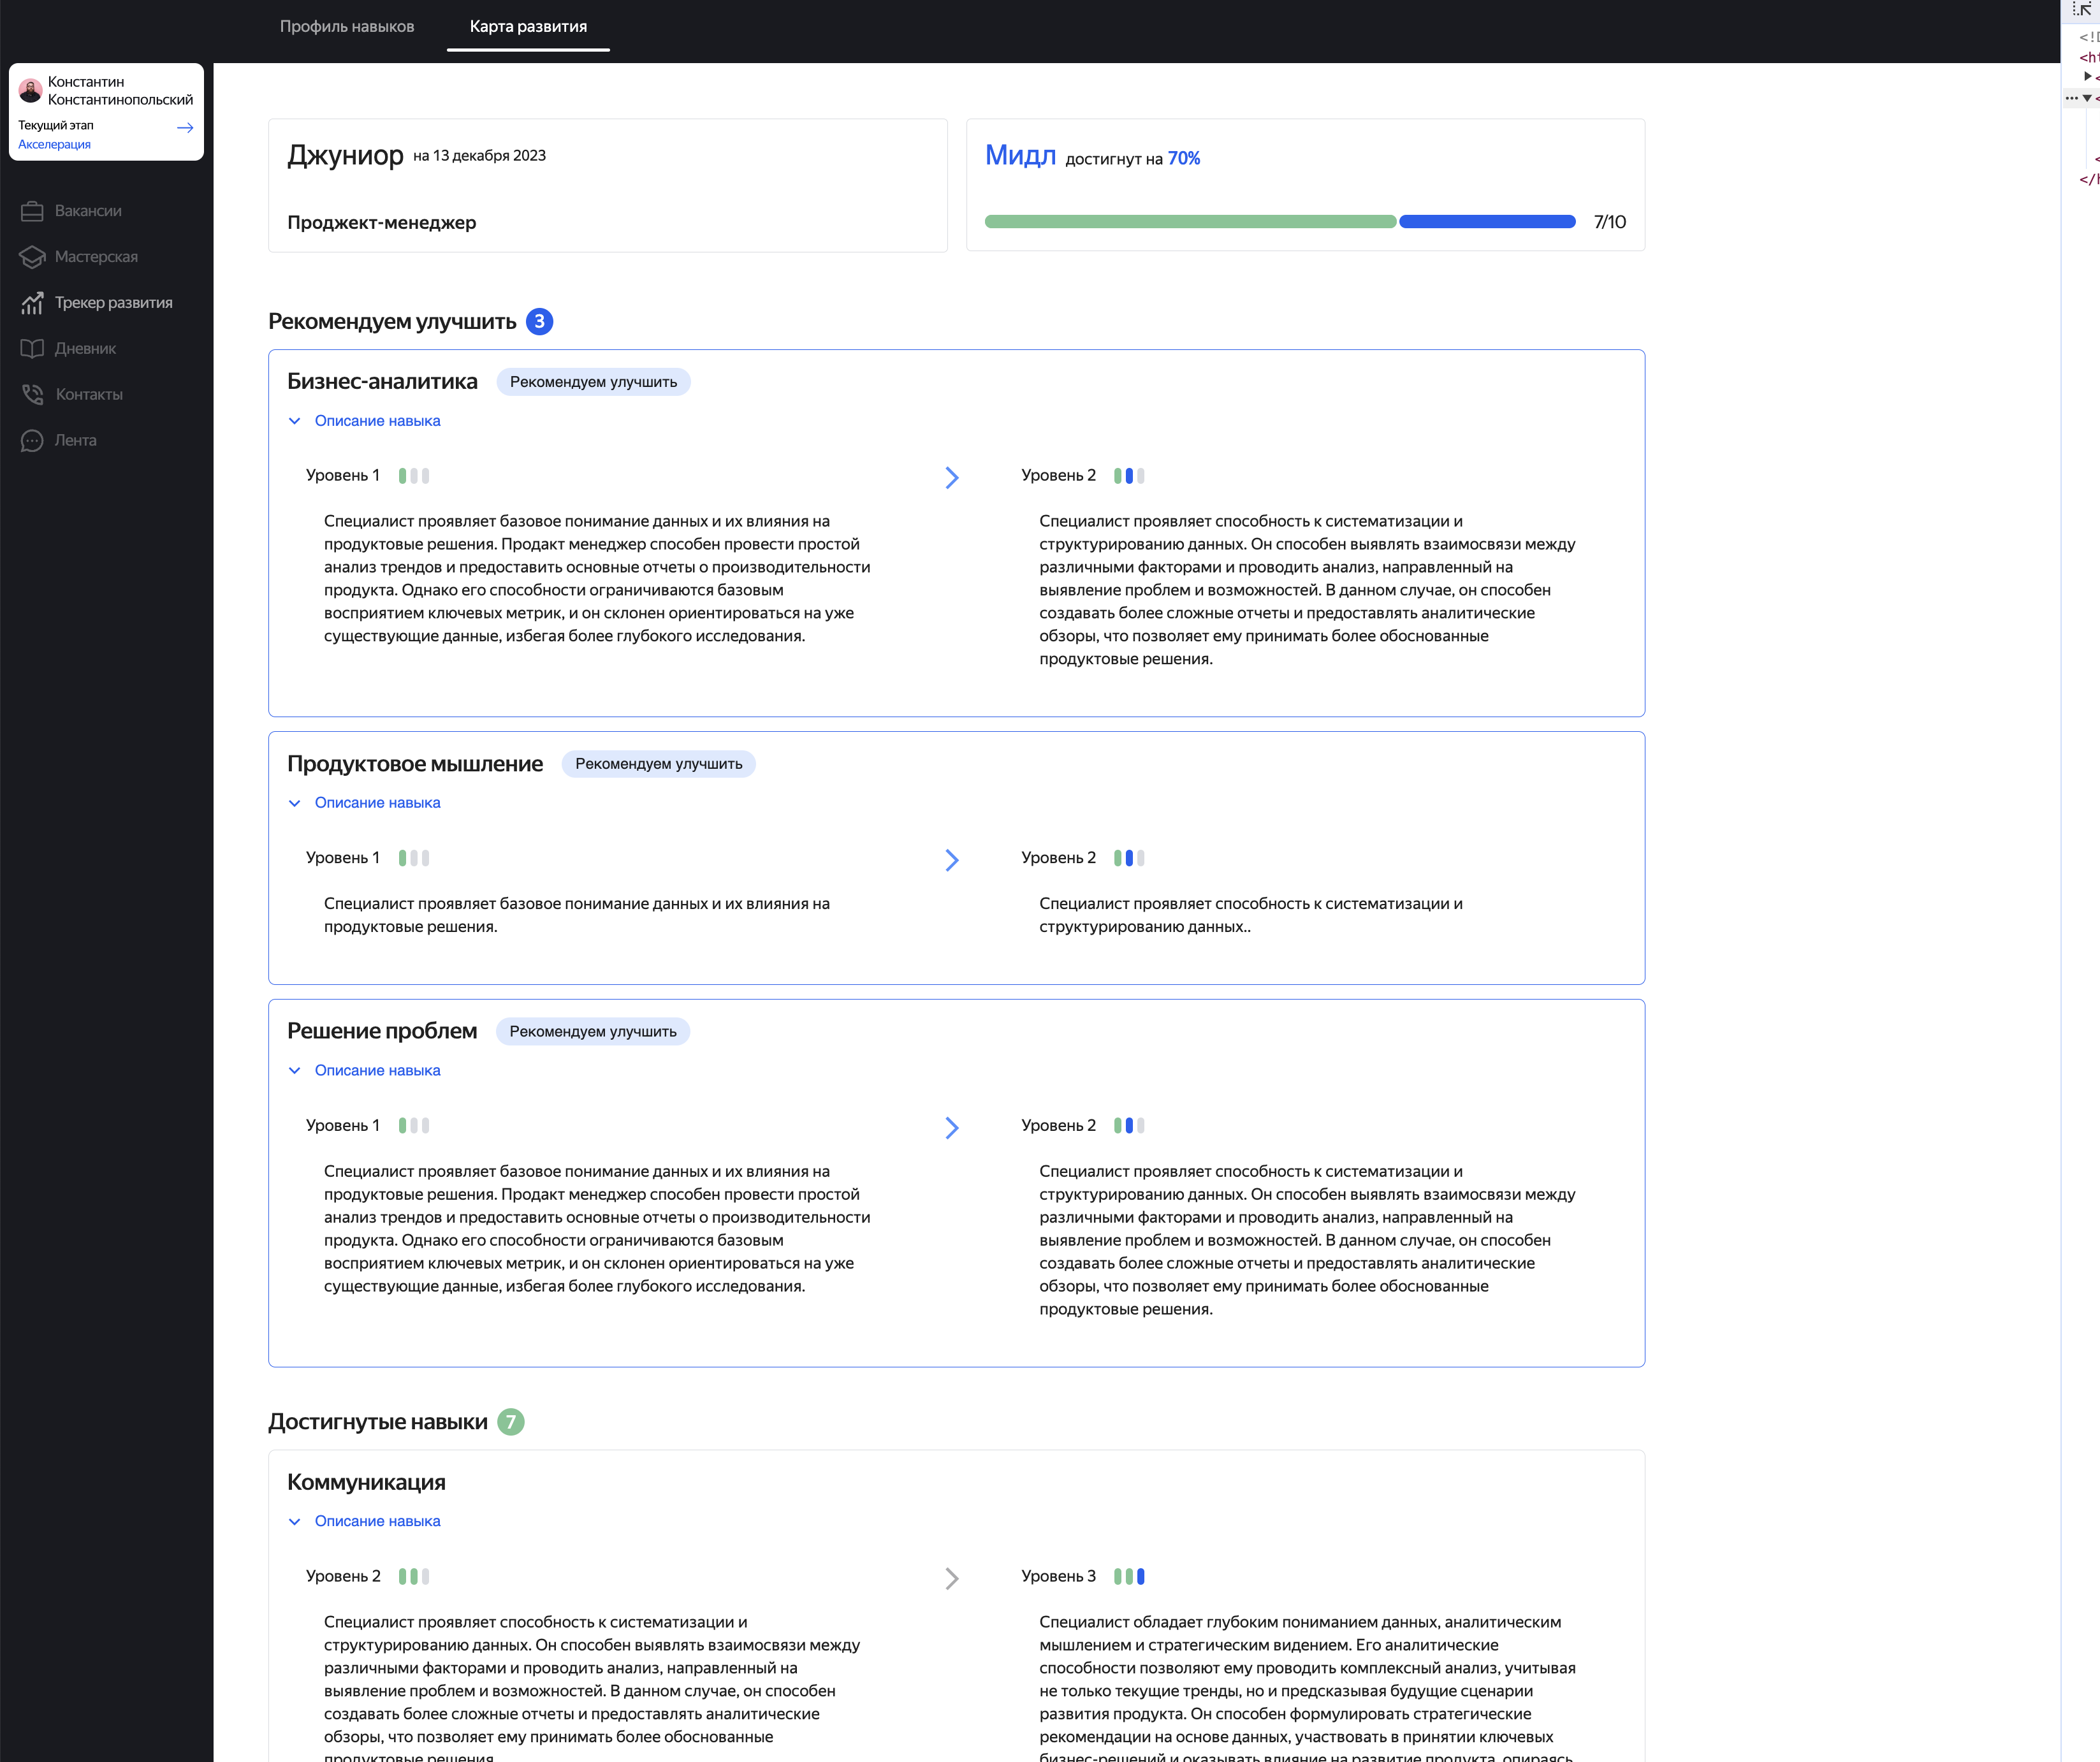 Профиль навыков
Карта развития
Константин
Константинопольский
Текущий этап
Акселерация
Вакансии
Мастерская
Трекер развития
Дневник
Контакты
Лента
Джуниор на 13 декабря 2023
Проджект-менеджер
Мидл достигнут на 70%
7/10
Рекомендуем улучшить 3
Бизнес-аналитика Рекомендуем улучшить
Описание навыка
Уровень 1
Специалист проявляет базовое понимание данных и их влияния на
продуктовые решения. Продакт менеджер способен провести простой
анализ трендов и предоставить основные отчеты о производительности
продукта. Однако его способности ограничиваются базовым
восприятием ключевых метрик, и он склонен ориентироваться на уже
существующие данные, избегая более глубокого исследования.
Уровень 2
Специалист проявляет способность к систематизации и
структурированию данных. Он способен выявлять взаимосвязи между
различными факторами и проводить анализ, направленный на
выявление проблем и возможностей. В данном случае, он способен
создавать более сложные отчеты и предоставлять аналитические
обзоры, что позволяет ему принимать более обоснованные
продуктовые решения.
Продуктовое мышление Рекомендуем улучшить
Описание навыка
Уровень 1
Специалист проявляет базовое понимание данных и их влияния на
продуктовые решения.
Уровень 2
Специалист проявляет способность к систематизации и
структурированию данных..
Решение проблем Рекомендуем улучшить
Описание навыка
Уровень 1
Специалист проявляет базовое понимание данных и их влияния на
продуктовые решения. Продакт менеджер способен провести простой
анализ трендов и предоставить основные отчеты о производительности
продукта. Однако его способности ограничиваются базовым
восприятием ключевых метрик, и он склонен ориентироваться на уже
существующие данные, избегая более глубокого исследования.
Уровень 2
Специалист проявляет способность к систематизации и
структурированию данных. Он способен выявлять взаимосвязи между
различными факторами и проводить анализ, направленный на
выявление проблем и возможностей. В данном случае, он способен
создавать более сложные отчеты и предоставлять аналитические
обзоры, что позволяет ему принимать более обоснованные
продуктовые решения.
Достигнутые навыки 7
Коммуникация
Описание навыка
Уровень 2
Специалист проявляет способность к систематизации и
структурированию данных. Он способен выявлять взаимосвязи между
различными факторами и проводить анализ, направленный на
выявление проблем и возможностей. В данном случае, он способен
создавать более сложные отчеты и предоставлять аналитические
обзоры, что позволяет ему принимать более обоснованные
продуктовые решения.
Уровень 3
Специалист обладает глубоким пониманием данных, аналитическим
мышлением и стратегическим видением. Его аналитические
способности позволяют ему проводить комплексный анализ, учитывая
не только текущие тренды, но и предсказывая будущие сценарии
развития продукта. Он способен формулировать стратегические
рекомендации на основе данных, участвовать в принятии ключевых
бизнес-решений и оказывать влияние на развитие продукта, опираясь